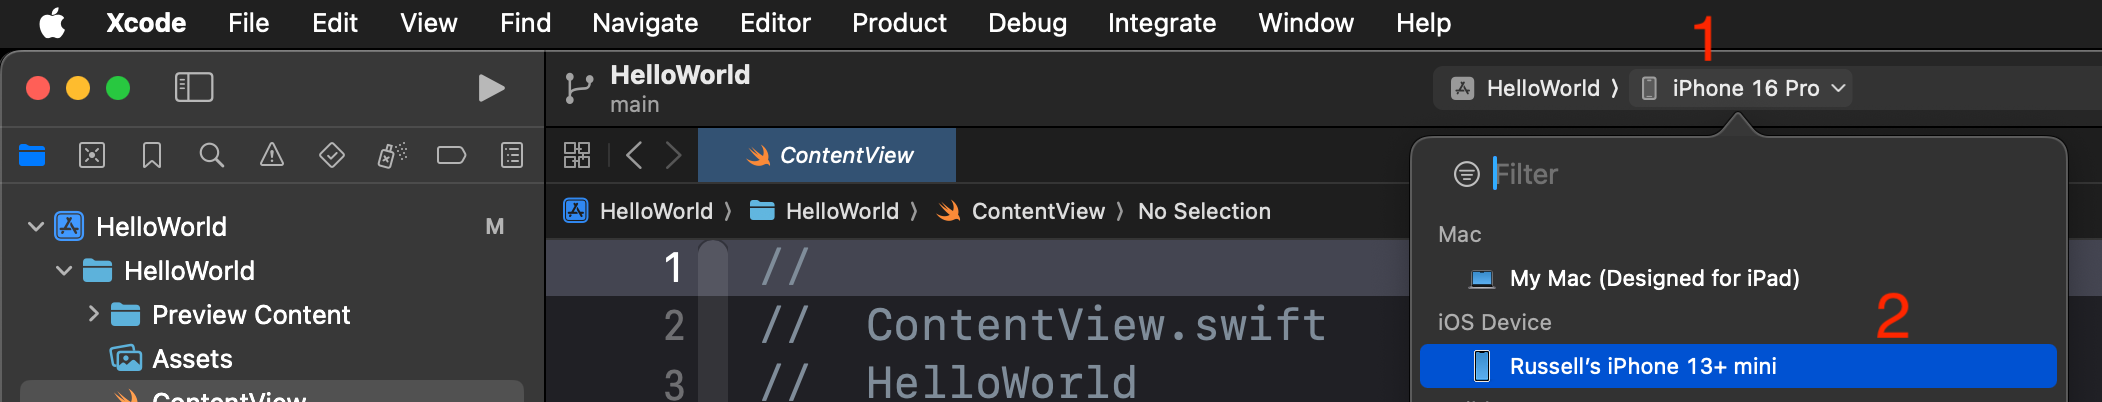 Xcode File Edit View Find Navigate Editor Product Debug Integrate Window Help
1
HelloWorld
main
HelloWorld 〉 iPhone 16 Pro
ContentView
Filter
HelloWorld 〉 HelloWorld 〉 ContentView 〉 No Selection
Mac
My Mac (Designed for iPad)
iOS Device
2
Russell’s iPhone 13+ mini
HelloWorld M
HelloWorld
Preview Content
Assets
ContentView
1 //
2 // ContentView.swift
3 // HelloWorld